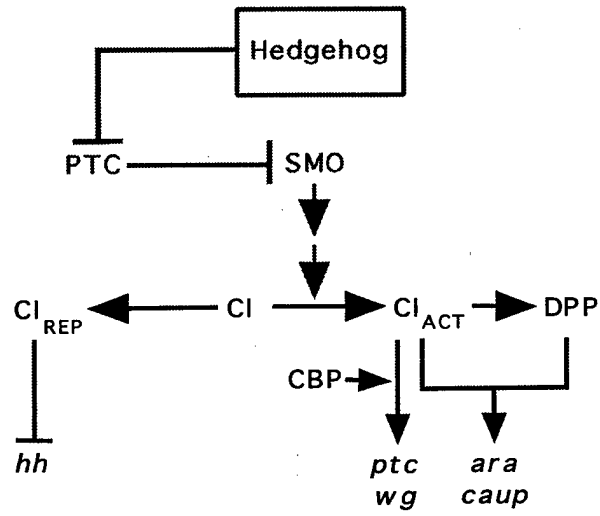 Hedgehog
PTC
SMO
CI REP
CI
CI ACT
DPP
CBP
hh
ptc
wg
ara
caup